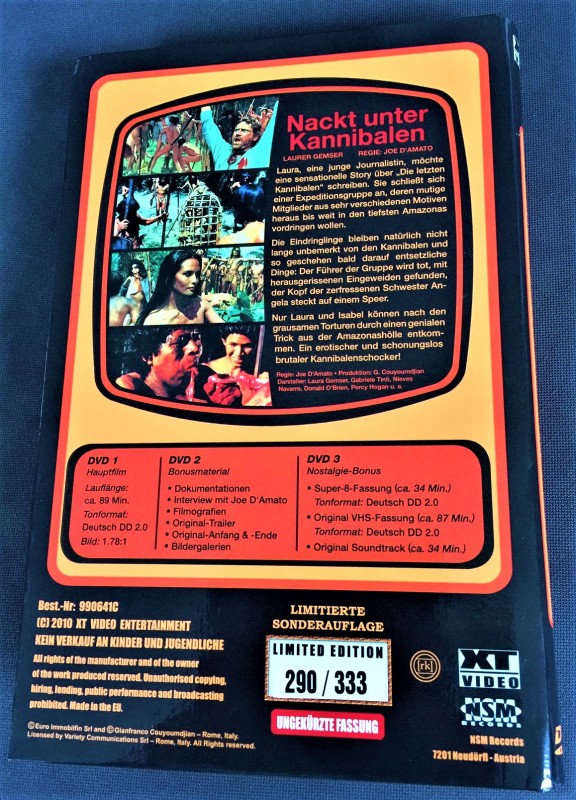 XT
Nackt unter
Kannibalen
LAURER GEMSER REGIE: JOE D'AMATO
Laura, eine junge Journalistin, möchte
eine sensationelle Story über „Die letzten
Kannibalen" schreiben. Sie schließt sich
einer Expeditionsgruppe an, deren mutige
Mitglieder aus sehr verschiedenen Motiven
heraus bis weit in den tiefsten Amazonas
vordringen wollen.
Die Eindringlinge bleiben natürlich nicht
lange unbemerkt von den Kannibalen und
so geschehen bald darauf entsetzliche
Dinge: Der Führer der Gruppe wird tot, mit
herausgerissenen Eingeweiden gefunden,
der Kopf der zerfressenen Schwester An-
gela steckt auf einem Speer.
Nur Laura und Isabel können nach den
grausamen Torturen durch einen genialen
Trick aus der Amazonashölle entkom-
men. Ein erotischer und schonungslos
brutaler Kannibalenschocker!
Regie: Joe D'Amato • Produktion: G. Couyoumdjian
Darsteller: Laura Gemser, Gabriele Tinti, Nieves
Navarro, Donald O'Brien, Percy Hogan u. a.
DVD 1
Hauptfilm
Lauflänge:
ca. 89 Min.
Tonformat:
Deutsch DD 2.0
Bild: 1.78:1
DVD 2
Bonusmaterial
• Dokumentationen
• Interview mit Joe D'Amato
• Filmografien
• Original-Trailer
• Original-Anfang & -Ende
• Bildergalerien
DVD 3
Nostalgie-Bonus
• Super-8-Fassung (ca. 34 Min.)
Tonformat: Deutsch DD 2.0
• Original VHS-Fassung (ca. 87 Min.)
Tonformat: Deutsch DD 2.0
• Original Soundtrack (ca. 34 Min.)
Best.-Nr: 990641C
(C) 2010 XT VIDEO ENTERTAINMENT
KEIN VERKAUF AN KINDER UND JUGENDLICHE
All rights of the manufacturer and of the owner
of the work produced reserved. Unauthorised copying,
hiring, lending, public performance and broadcasting
prohibited. Made in the EU.
© Euro Immobilfin Srl and © Gianfranco Couyoumdjian – Rome, Italy.
Licensed by Variety Communications Srl – Rome, Italy. All Rights reserved.
LIMITIERTE
SONDERAUFLAGE
LIMITED EDITION
290 / 333
UNGEKÜRZTE FASSUNG
[rk]
XT
VIDEO
NSM
RECORDS
NSM Records
7201 Neudörfl - Austria